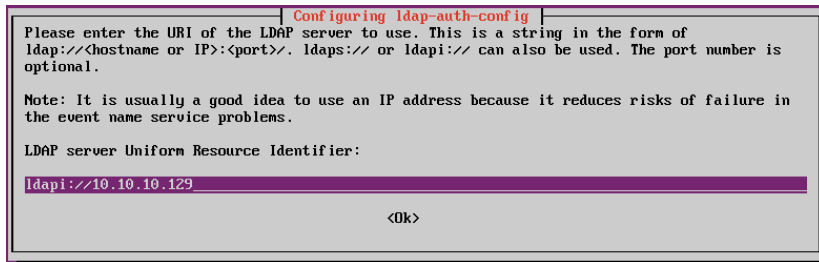 Configuring ldap-auth-config
Please enter the URI of the LDAP server to use. This is a string in the form of
ldap://<hostname or IP>:<port>/. ldaps:// or ldapi:// can also be used. The port number is
optional.
Note: It is usually a good idea to use an IP address because it reduces risks of failure in
the event name service problems.
LDAP server Uniform Resource Identifier:
ldapi://10.10.10.129
<Ok>